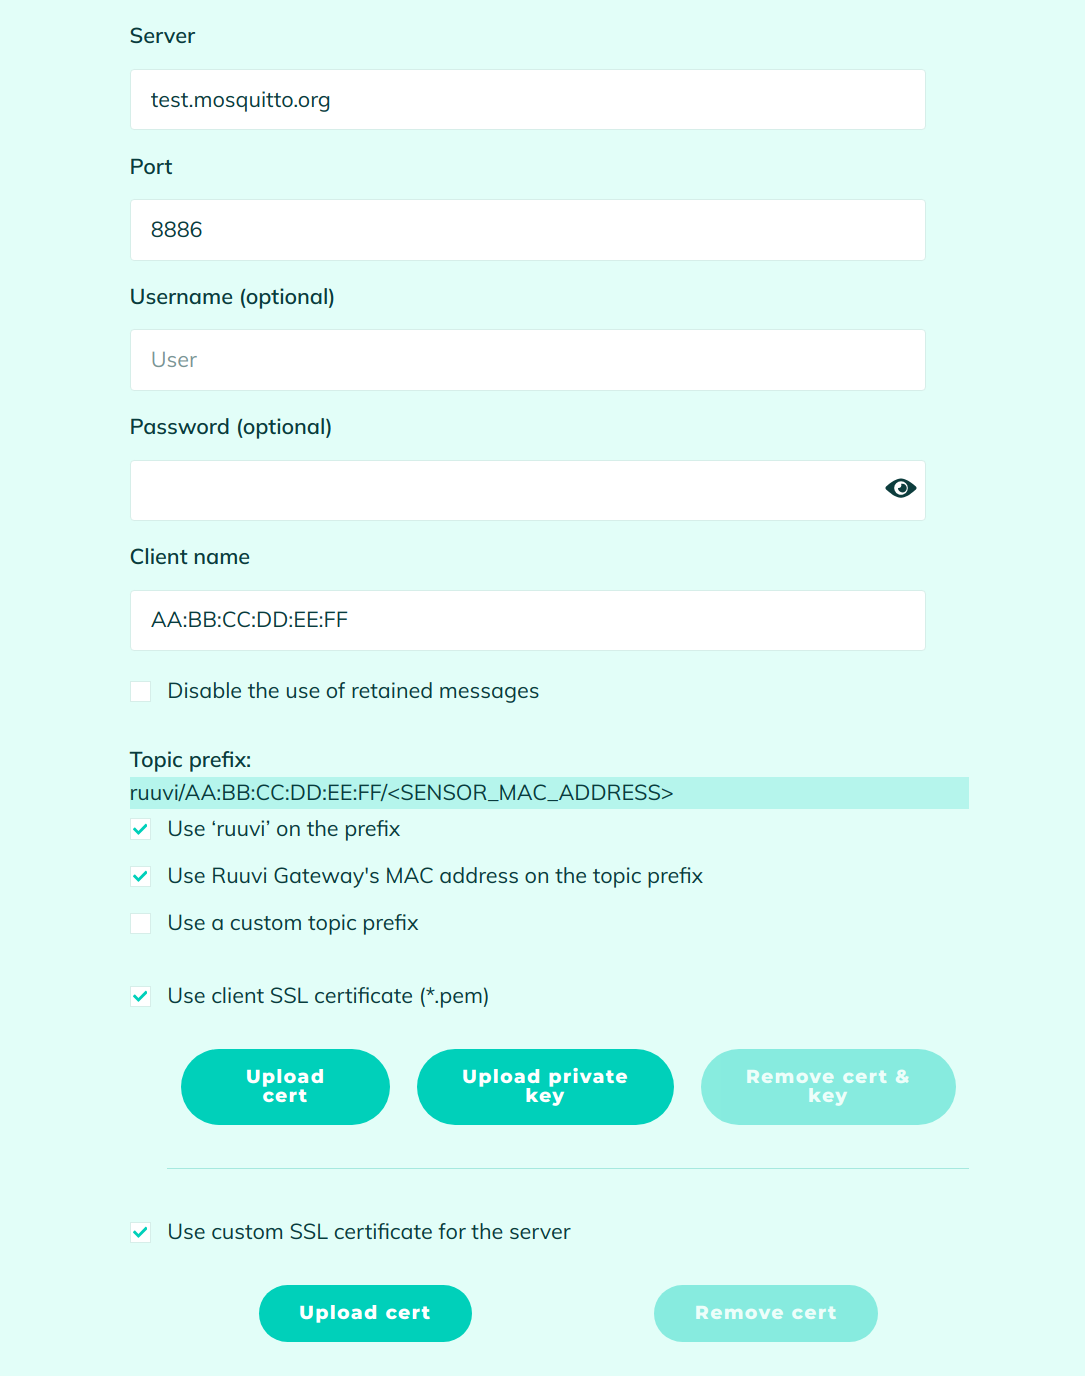 Server
test.mosquitto.org
Port
8886
Username (optional)
User
Password (optional)
Client name
AA:BB:CC:DD:EE:FF
Disable the use of retained messages
Topic prefix:
ruuvi/AA:BB:CC:DD:EE:FF/<SENSOR_MAC_ADDRESS>
Use ‘ruuvi’ on the prefix
Use Ruuvi Gateway's MAC address on the topic prefix
Use a custom topic prefix
Use client SSL certificate (*.pem)
Upload
cert
Upload private
key
Remove cert &
key
Use custom SSL certificate for the server
Upload cert
Remove cert